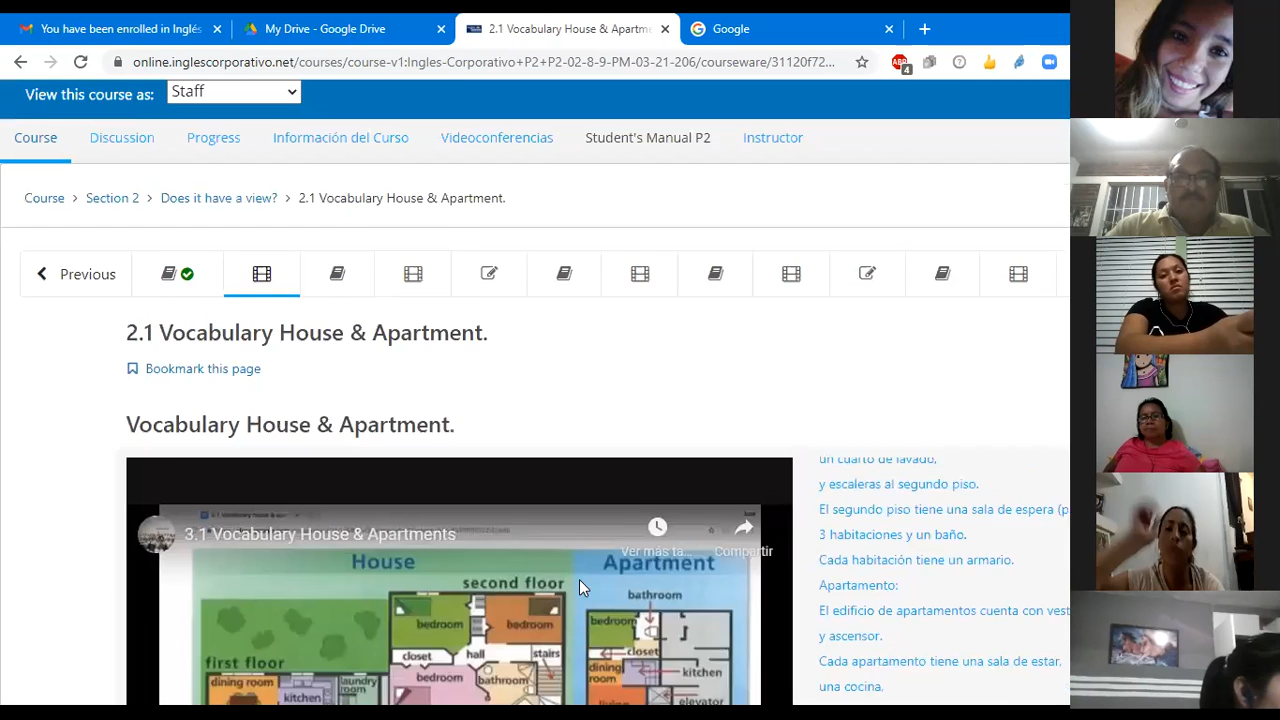 You have been enrolled in Inglés
My Drive - Google Drive
2.1 Vocabulary House & Apartm
Google
online.inglescorporativo.net/courses/course-v1:Ingles-Corporativo+P2+P2-02-8-9-PM-03-21-206/courseware/31120f72...
ABP
4
View this course as:
Staff
Course
Discussion
Progress
Información del Curso
Videoconferencias
Student's Manual P2
Instructor
Course > Section 2 > Does it have a view? > 2.1 Vocabulary House & Apartment.
Previous
2.1 Vocabulary House & Apartment.
Bookmark this page
Vocabulary House & Apartment.
3.1 Vocabulary House & Apartments
Ver más ta...
Compartir
House
Apartment
second floor
bathroom
bedroom
bedroom
bedroom
closet
hall
stairs
closet
first floor
bedroom
bathroom
dining room
kitchen
dining room
kitchen
laundry room
elevator
un cuarto de lavado,
y escaleras al segundo piso.
El segundo piso tiene una sala de espera (p
3 habitaciones y un baño.
Cada habitación tiene un armario.
Apartamento:
El edificio de apartamentos cuenta con vest
y ascensor.
Cada apartamento tiene una sala de estar,
una cocina,